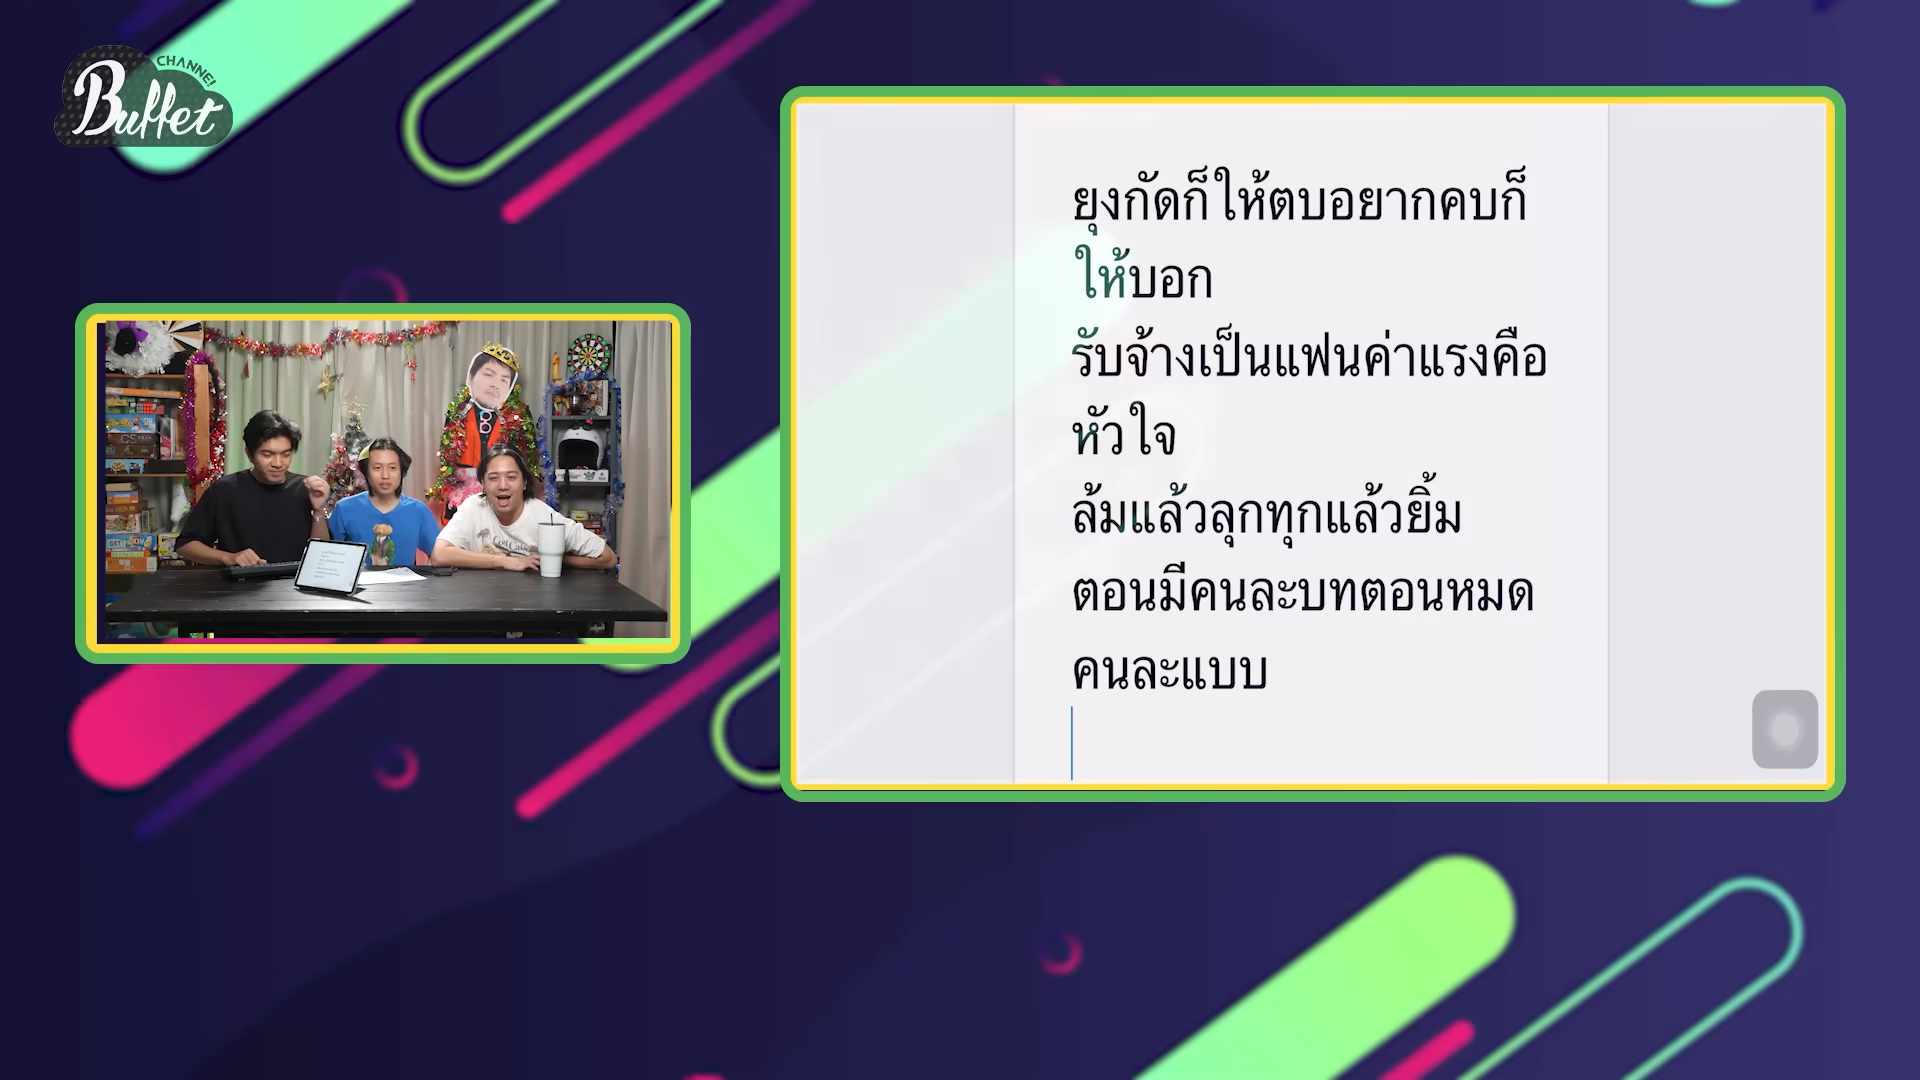 CHANNEL
Buffet
ยุงกัดก็ให้ตบอยากคบก็
ให้บอก
รับจ้างเป็นแฟนค่าแรงคือ
หัวใจ
ล้มแล้วลุกทุกแล้วยิ้ม
ตอนมีคนละบทตอนหมด
คนละแบบ